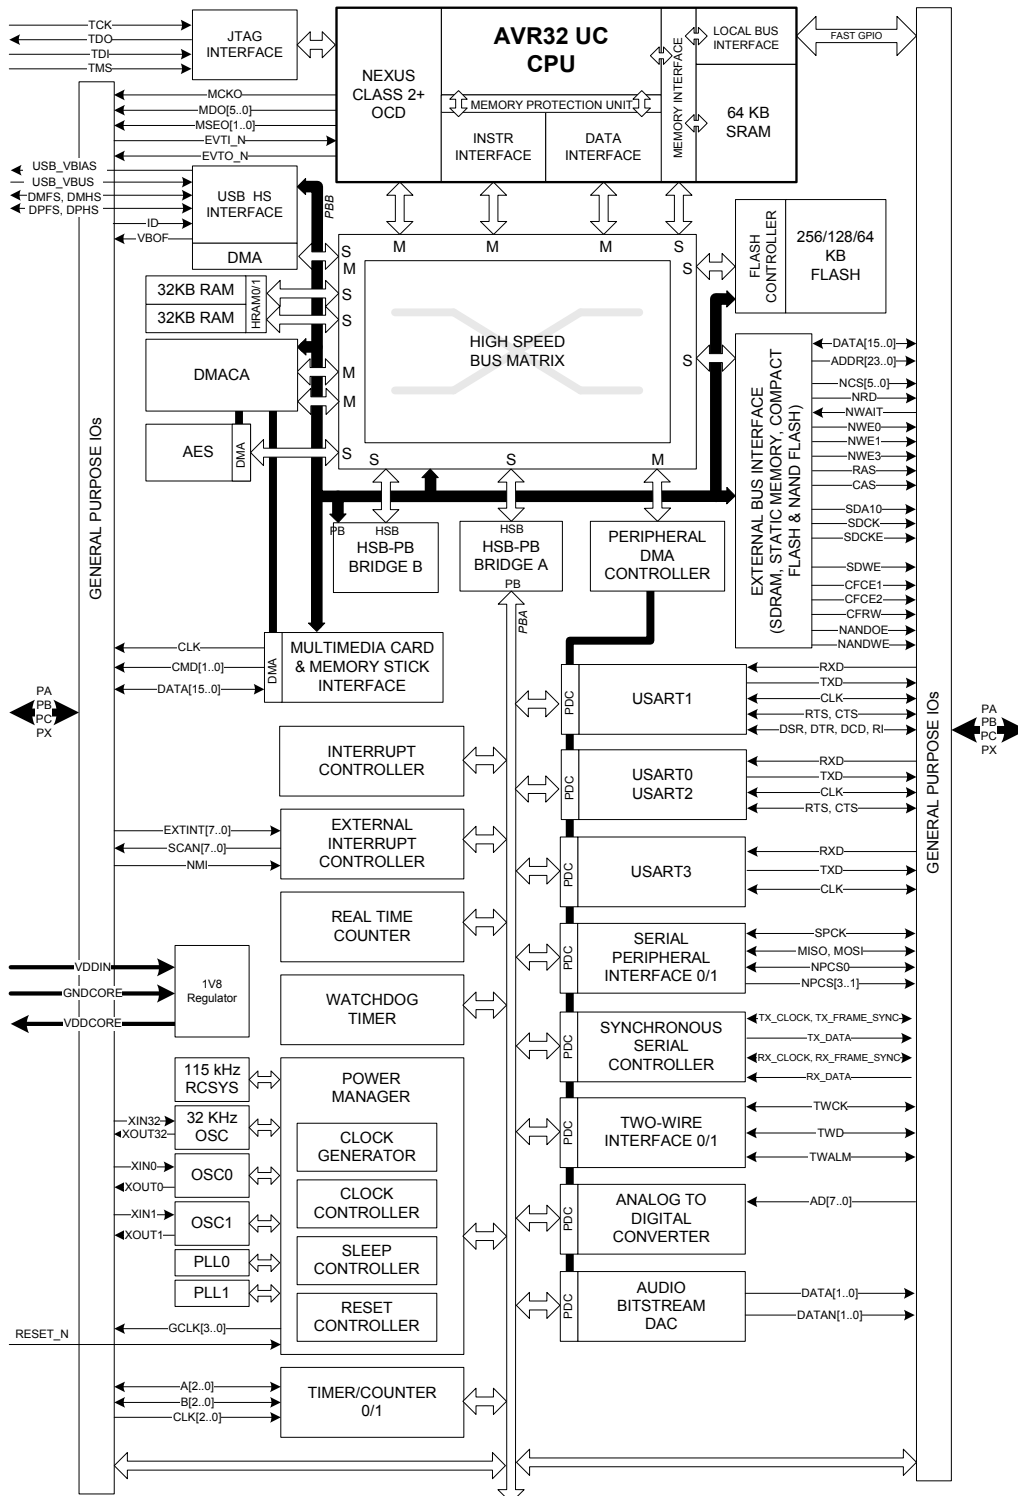 TCK
TDO
TDI
TMS
JTAG
INTERFACE
NEXUS
CLASS 2+
OCD
AVR32 UC
CPU
MEMORY PROTECTION UNIT
INSTR
INTERFACE
DATA
INTERFACE
MEMORY INTERFACE
LOCAL BUS
INTERFACE
64 KB
SRAM
FAST GPIO
MCKO
MDO[5..0]
MSEO[1..0]
EVTI_N
EVTO_N
USB_VBIAS
USB_VBUS
DMFS, DMHS
DPFS, DPHS
ID
VBOF
USB HS
INTERFACE
DMA
PBB
32KB RAM
32KB RAM
HRAM0/1
DMACA
AES
DMA
M
M
M
S
S
M
S
S
M
M
S
S
S
S
S
M
HIGH SPEED
BUS MATRIX
FLASH
CONTROLLER
256/128/64
KB
FLASH
EXTERNAL BUS INTERFACE
(SDRAM, STATIC MEMORY, COMPACT
FLASH & NAND FLASH)
DATA[15..0]
ADDR[23..0]
NCS[5..0]
NRD
NWAIT
NWE0
NWE1
NWE3
RAS
CAS
SDA10
SDCK
SDCKE
SDWE
CFCE1
CFCE2
CFRW
NANDOE
NANDWE
GENERAL PURPOSE IOs
GENERAL PURPOSE IOs
PB
HSB
HSB-PB
BRIDGE B
HSB
HSB-PB
BRIDGE A
PB
PBA
PERIPHERAL
DMA
CONTROLLER
CLK
CMD[1..0]
DATA[15..0]
DMA
MULTIMEDIA CARD
& MEMORY STICK
INTERFACE
PA
PB
PC
PX
PA
PB
PC
PX
INTERRUPT
CONTROLLER
EXTINT[7..0]
SCAN[7..0]
NMI
EXTERNAL
INTERRUPT
CONTROLLER
REAL TIME
COUNTER
WATCHDOG
TIMER
VDDIN
GNDCORE
VDDCORE
1V8
Regulator
115 kHz
RCSYS
XIN32
XOUT32
32 KHz
OSC
XIN0
XOUT0
OSC0
XIN1
XOUT1
OSC1
PLL0
PLL1
POWER
MANAGER
CLOCK
GENERATOR
CLOCK
CONTROLLER
SLEEP
CONTROLLER
RESET
CONTROLLER
GCLK[3..0]
RESET_N
A[2..0]
B[2..0]
CLK[2..0]
TIMER/COUNTER
0/1
PDC
USART1
RXD
TXD
CLK
RTS, CTS
DSR, DTR, DCD, RI
PDC
USART0
USART2
RXD
TXD
CLK
RTS, CTS
PDC
USART3
RXD
TXD
CLK
PDC
SERIAL
PERIPHERAL
INTERFACE 0/1
SPCK
MISO, MOSI
NPCS0
NPCS[3..1]
PDC
SYNCHRONOUS
SERIAL
CONTROLLER
TX_CLOCK, TX_FRAME_SYNC
TX_DATA
RX_CLOCK, RX_FRAME_SYNC
RX_DATA
PDC
TWO-WIRE
INTERFACE 0/1
TWCK
TWD
TWALM
PDC
ANALOG TO
DIGITAL
CONVERTER
AD[7..0]
PDC
AUDIO
BITSTREAM
DAC
DATA[1..0]
DATAN[1..0]